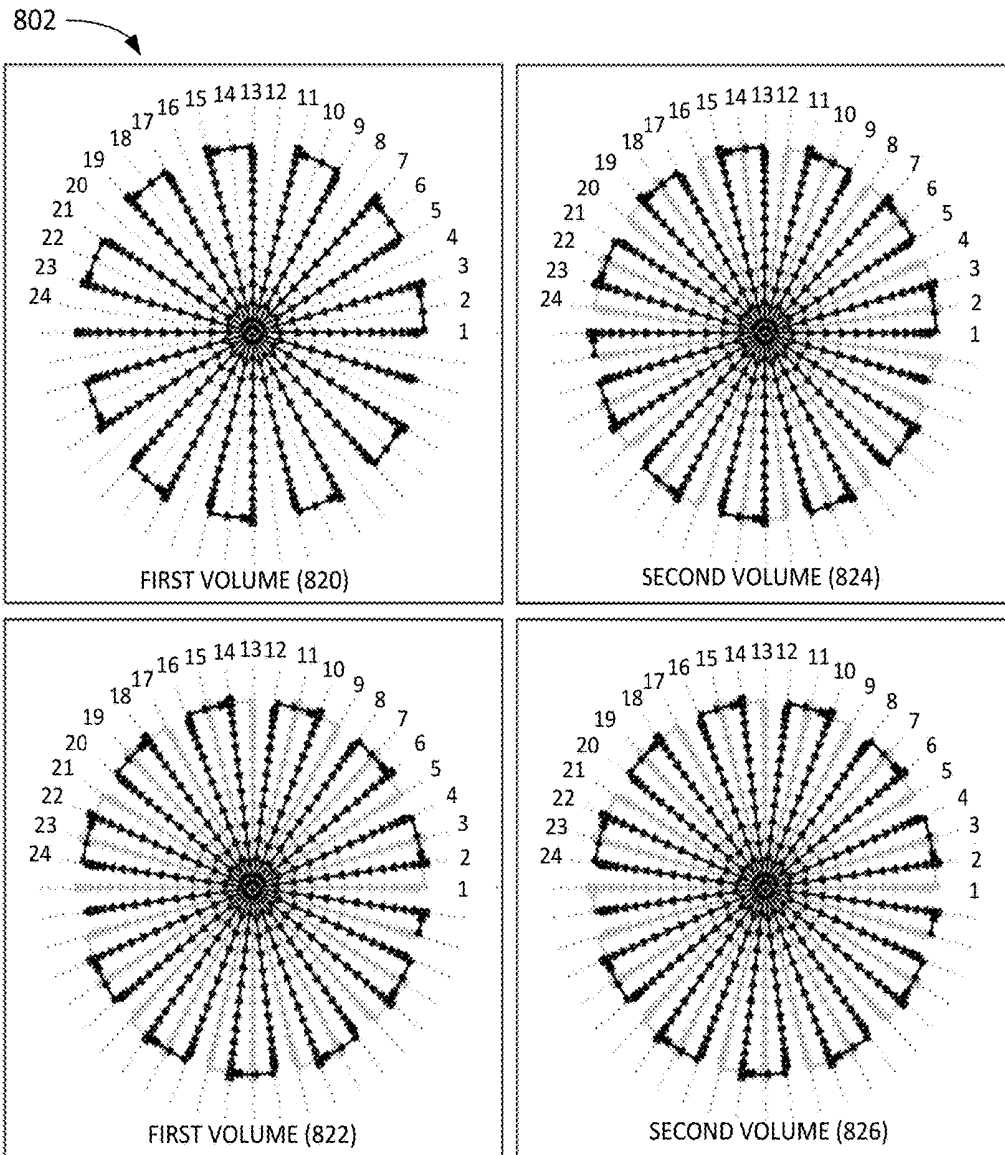 802
24 23 22 21 20 19 18 17 16 15 14 13 12 11 10 9 8 7 6 5 4 3 2 1
FIRST VOLUME (820)
24 23 22 21 20 19 18 17 16 15 14 13 12 11 10 9 8 7 6 5 4 3 2 1
SECOND VOLUME (824)
24 23 22 21 20 19 18 17 16 15 14 13 12 11 10 9 8 7 6 5 4 3 2 1
FIRST VOLUME (822)
24 23 22 21 20 19 18 17 16 15 14 13 12 11 10 9 8 7 6 5 4 3 2 1
SECOND VOLUME (826)